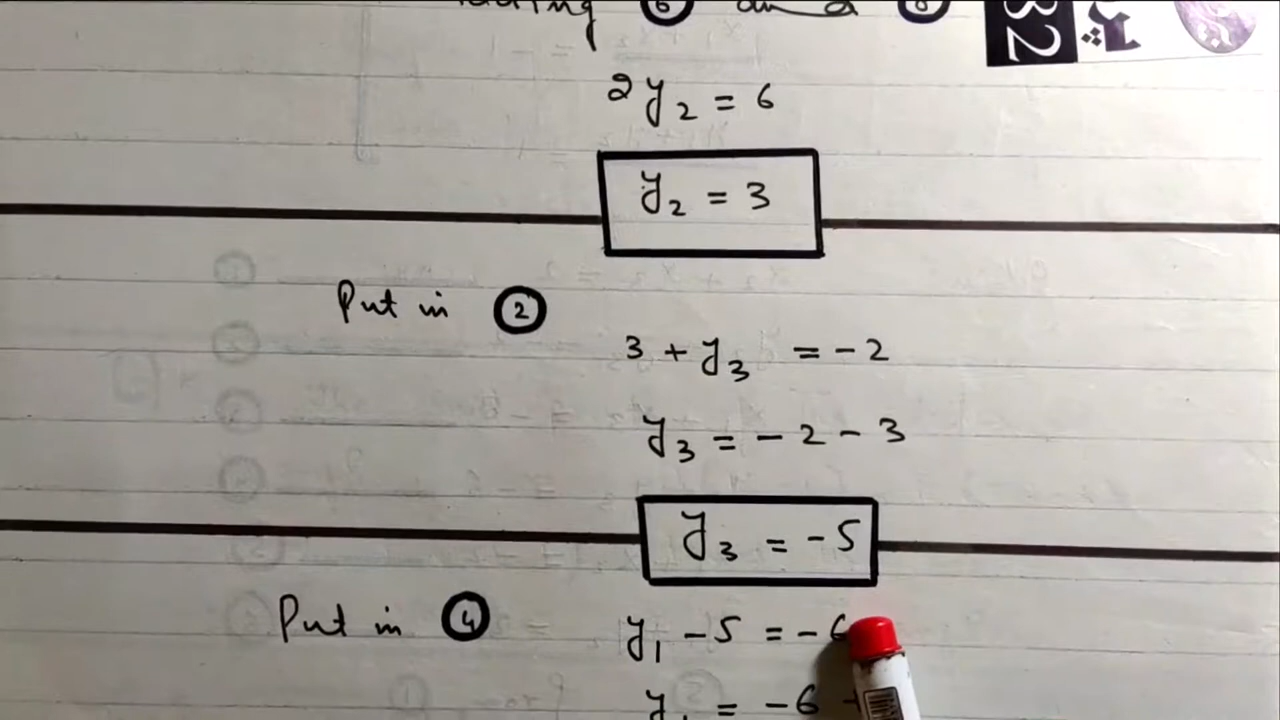 2y₂ = 6
y₂ = 3
Put in ②
3 + y₃ = -2
y₃ = -2 - 3
y₃ = -5
Put in ④ y₁ - 5 = -6
= -6
32